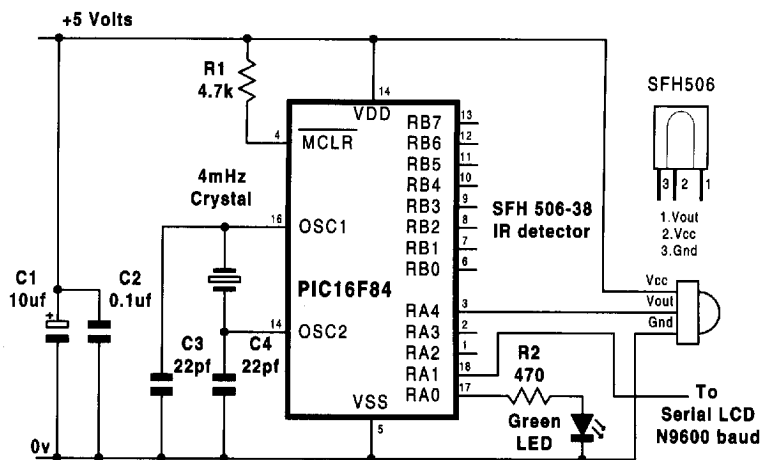 +5 Volts
R1
4.7k
4
MCLR
14
VDD
RB7
13
RB6
12
RB5
11
RB4
10
RB3
9
RB2
8
RB1
7
RB0
6
SFH506
3 2 1
1.Vout
2.Vcc
3.Gnd
SFH 506-38
IR detector
4mHz
Crystal
16
OSC1
PIC16F84
14
OSC2
C1
10uf
+
C2
0.1uf
C3
22pf
C4
22pf
RA4
3
RA3
2
RA2
1
RA1
18
RA0
17
Vcc
Vout
Gnd
R2
470
Green
LED
To
Serial LCD
N9600 baud
VSS
5
0v